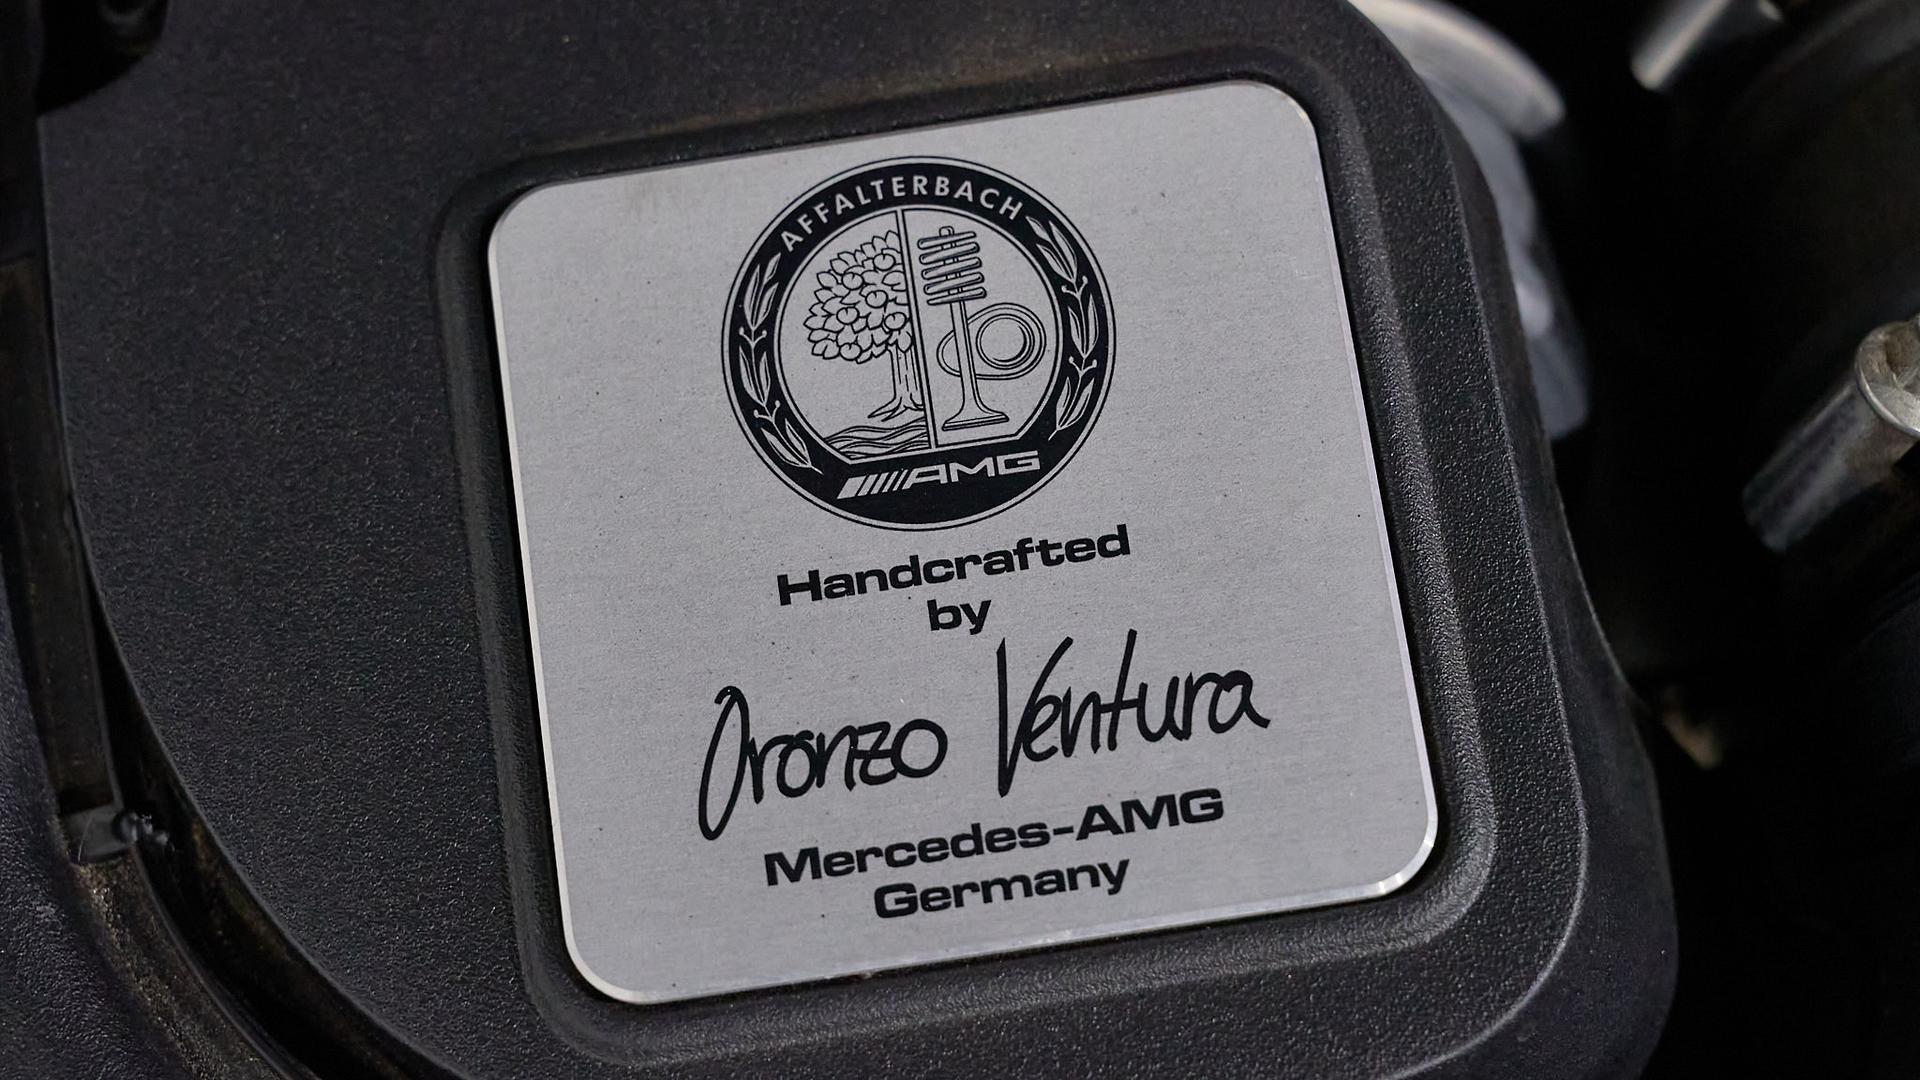 AFFALTERBACH
AMG
Handcrafted
by
Oronzo Ventura
Mercedes-AMG
Germany